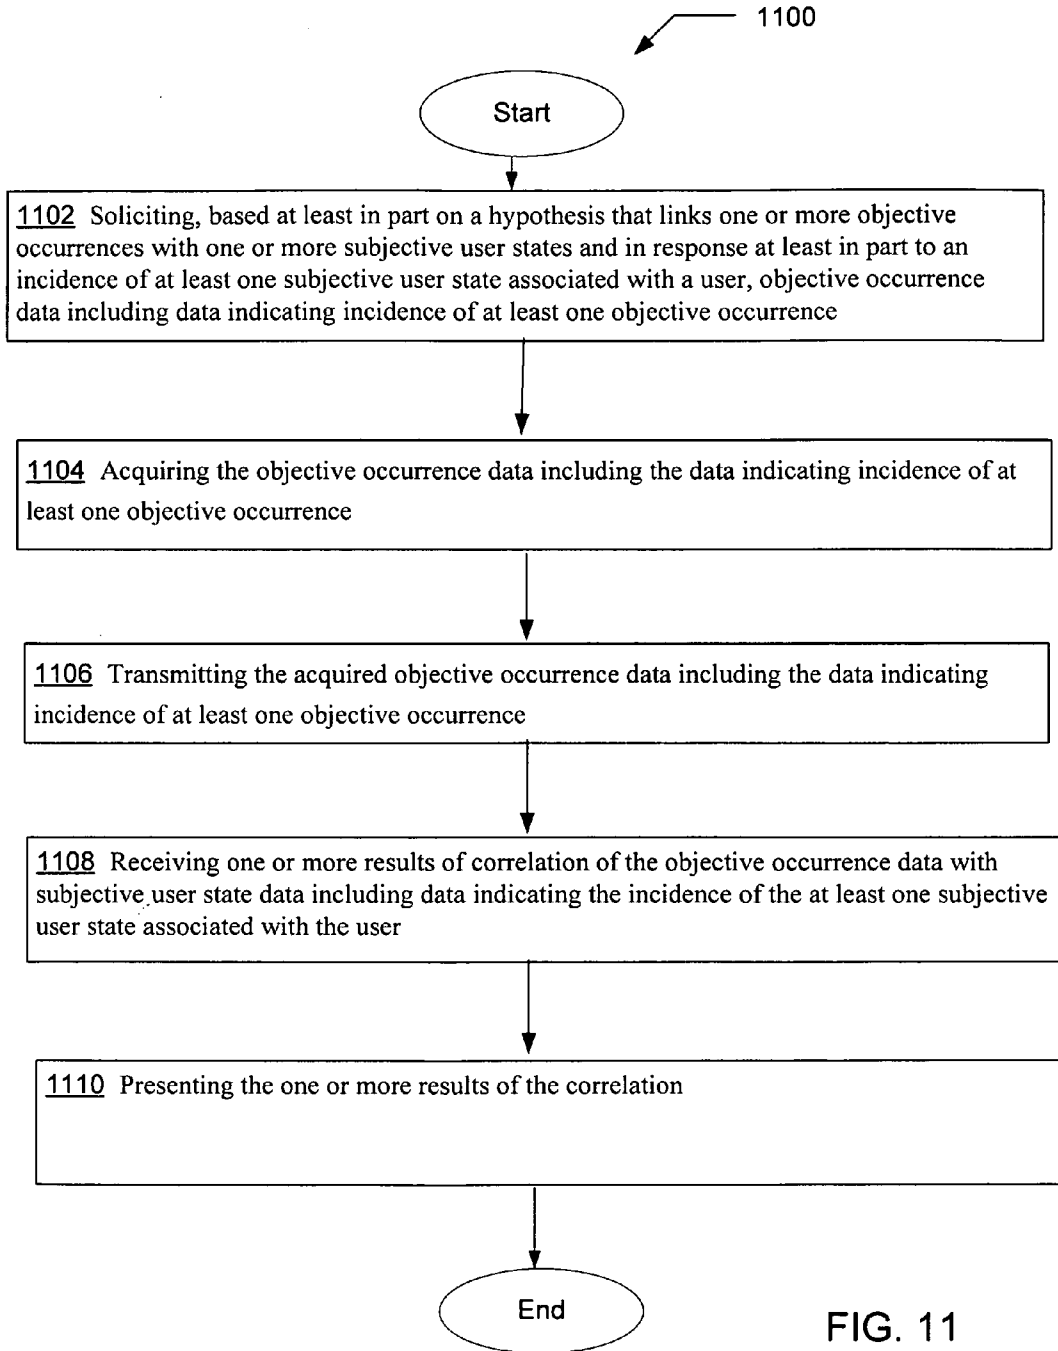 1100
Start
1102 Soliciting, based at least in part on a hypothesis that links one or more objective
occurrences with one or more subjective user states and in response at least in part to an
incidence of at least one subjective user state associated with a user, objective occurrence
data including data indicating incidence of at least one objective occurrence
1104 Acquiring the objective occurrence data including the data indicating incidence of at
least one objective occurrence
1106 Transmitting the acquired objective occurrence data including the data indicating
incidence of at least one objective occurrence
1108 Receiving one or more results of correlation of the objective occurrence data with
subjective user state data including data indicating the incidence of the at least one subjective
user state associated with the user
1110 Presenting the one or more results of the correlation
End
FIG. 11